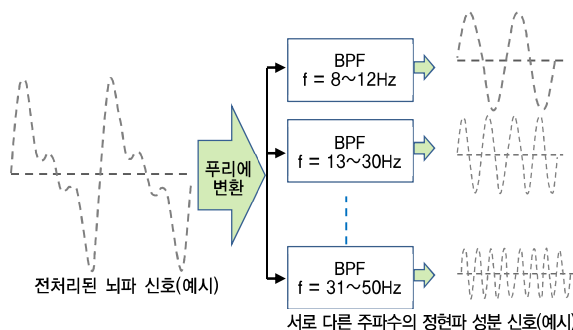 BPF
f = 8~12Hz
BPF
f = 13~30Hz
푸리에
변환
BPF
f = 31~50Hz
전처리된 뇌파 신호(예시)
서로 다른 주파수의 정현파 성분 신호(예시)